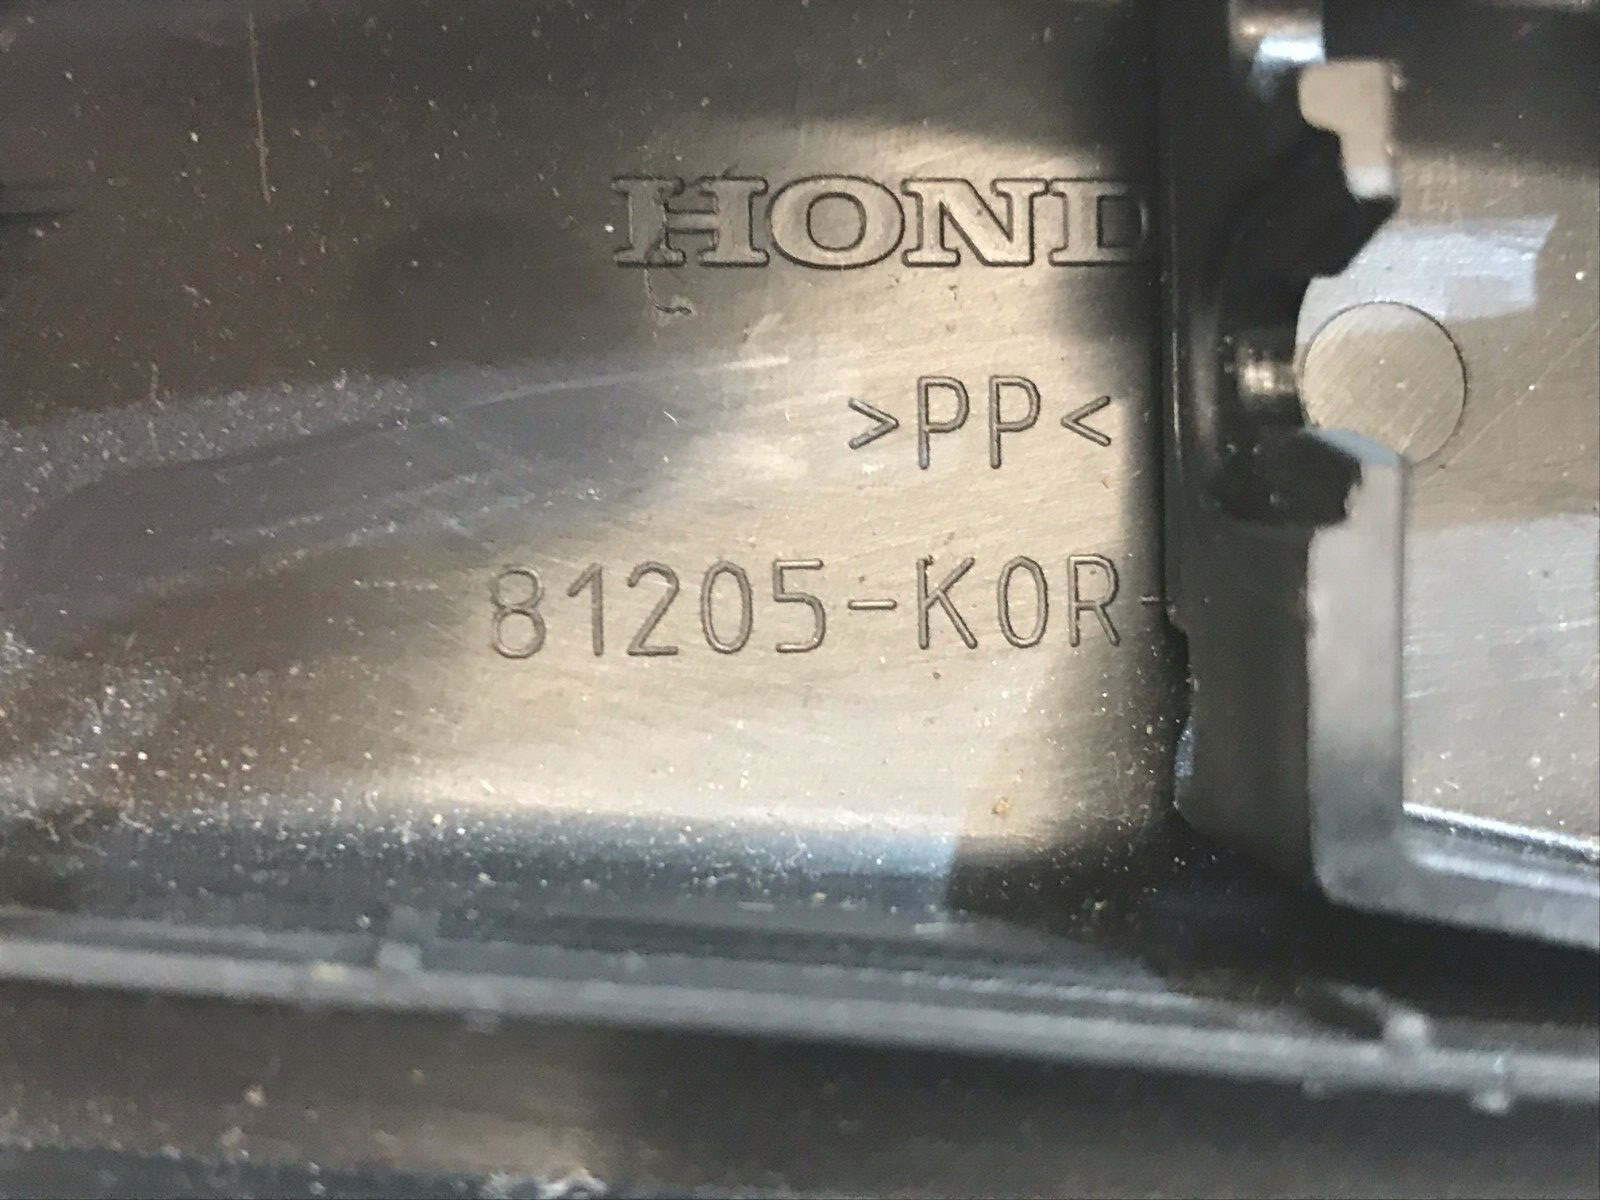 HOND
>PP<
81205-K0R-